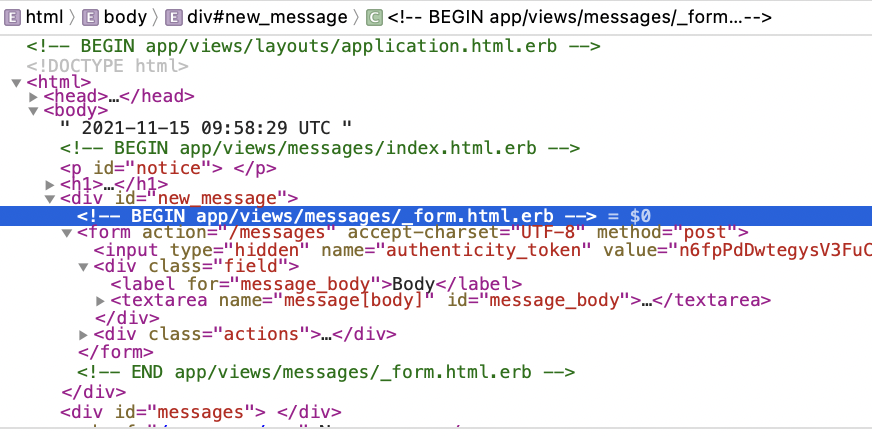 E html 〉 E body 〉 E div#new_message 〉 C <!-- BEGIN app/views/messages/_form…-->
<!-- BEGIN app/views/layouts/application.html.erb -->
<!DOCTYPE html>
▼<html>
▶<head>…</head>
▼<body>
" 2021-11-15 09:58:29 UTC "
<!-- BEGIN app/views/messages/index.html.erb -->
<p id="notice"> </p>
▶<h1>…</h1>
▼<div id="new_message">
<!-- BEGIN app/views/messages/_form.html.erb --> = $0
▼<form action="/messages" accept-charset="UTF-8" method="post">
<input type="hidden" name="authenticity_token" value="n6fpPdDwtegysV3FuC
▼<div class="field">
<label for="message_body">Body</label>
▶<textarea name="message[body]" id="message_body">…</textarea>
</div>
▶<div class="actions">…</div>
</form>
<!-- END app/views/messages/_form.html.erb -->
</div>
<div id="messages"> </div>